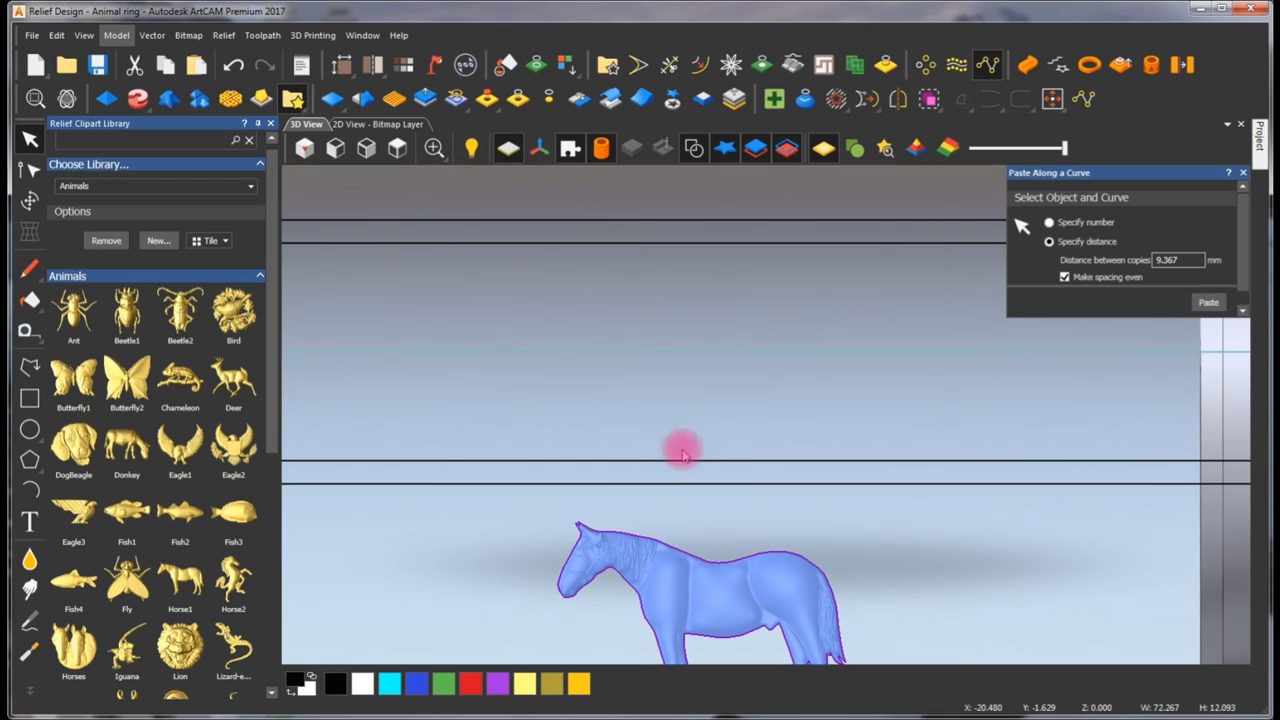 Relief Design - Animal ring - Autodesk ArtCAM Premium 2017
File Edit View Model Vector Bitmap Relief Toolpath 3D Printing Window Help
Relief Clipart Library
3D View
2D View - Bitmap Layer
Project
Choose Library...
Animals
Options
Remove
New...
Tile
Animals
Ant Beetle1 Beetle2 Bird
Butterfly1 Butterfly2 Chameleon Deer
DogBeagle Donkey Eagle1 Eagle2
Eagle3 Fish1 Fish2 Fish3
Fish4 Fly Horse1 Horse2
Horses Iguana Lion Lizard-e...
Paste Along a Curve
Select Object and Curve
Specify number
Specify distance
Distance between copies 9.367 mm
Make spacing even
Paste
X: -20.480 Y: -1.629 Z: 0.000 W: 72.267 H: 12.093